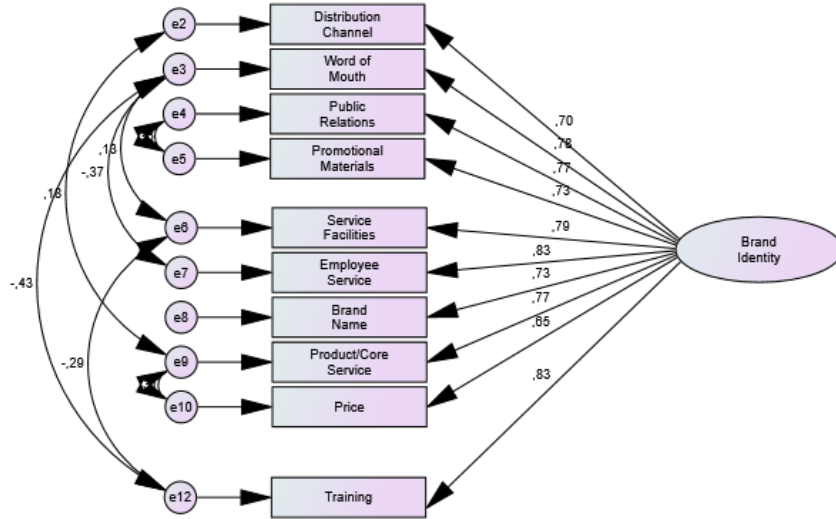 e2
Distribution
Channel
e3
Word of
Mouth
e4
Public
Relations
,70
,78
e5
Promotional
Materials
,13
,77
-,37
,73
,18
e6
Service
Facilities
,79
Brand
Identity
,83
e7
Employee
Service
,73
-,43
e8
Brand
Name
,77
,65
-,29
e9
Product/Core
Service
,83
e10
Price
e12
Training